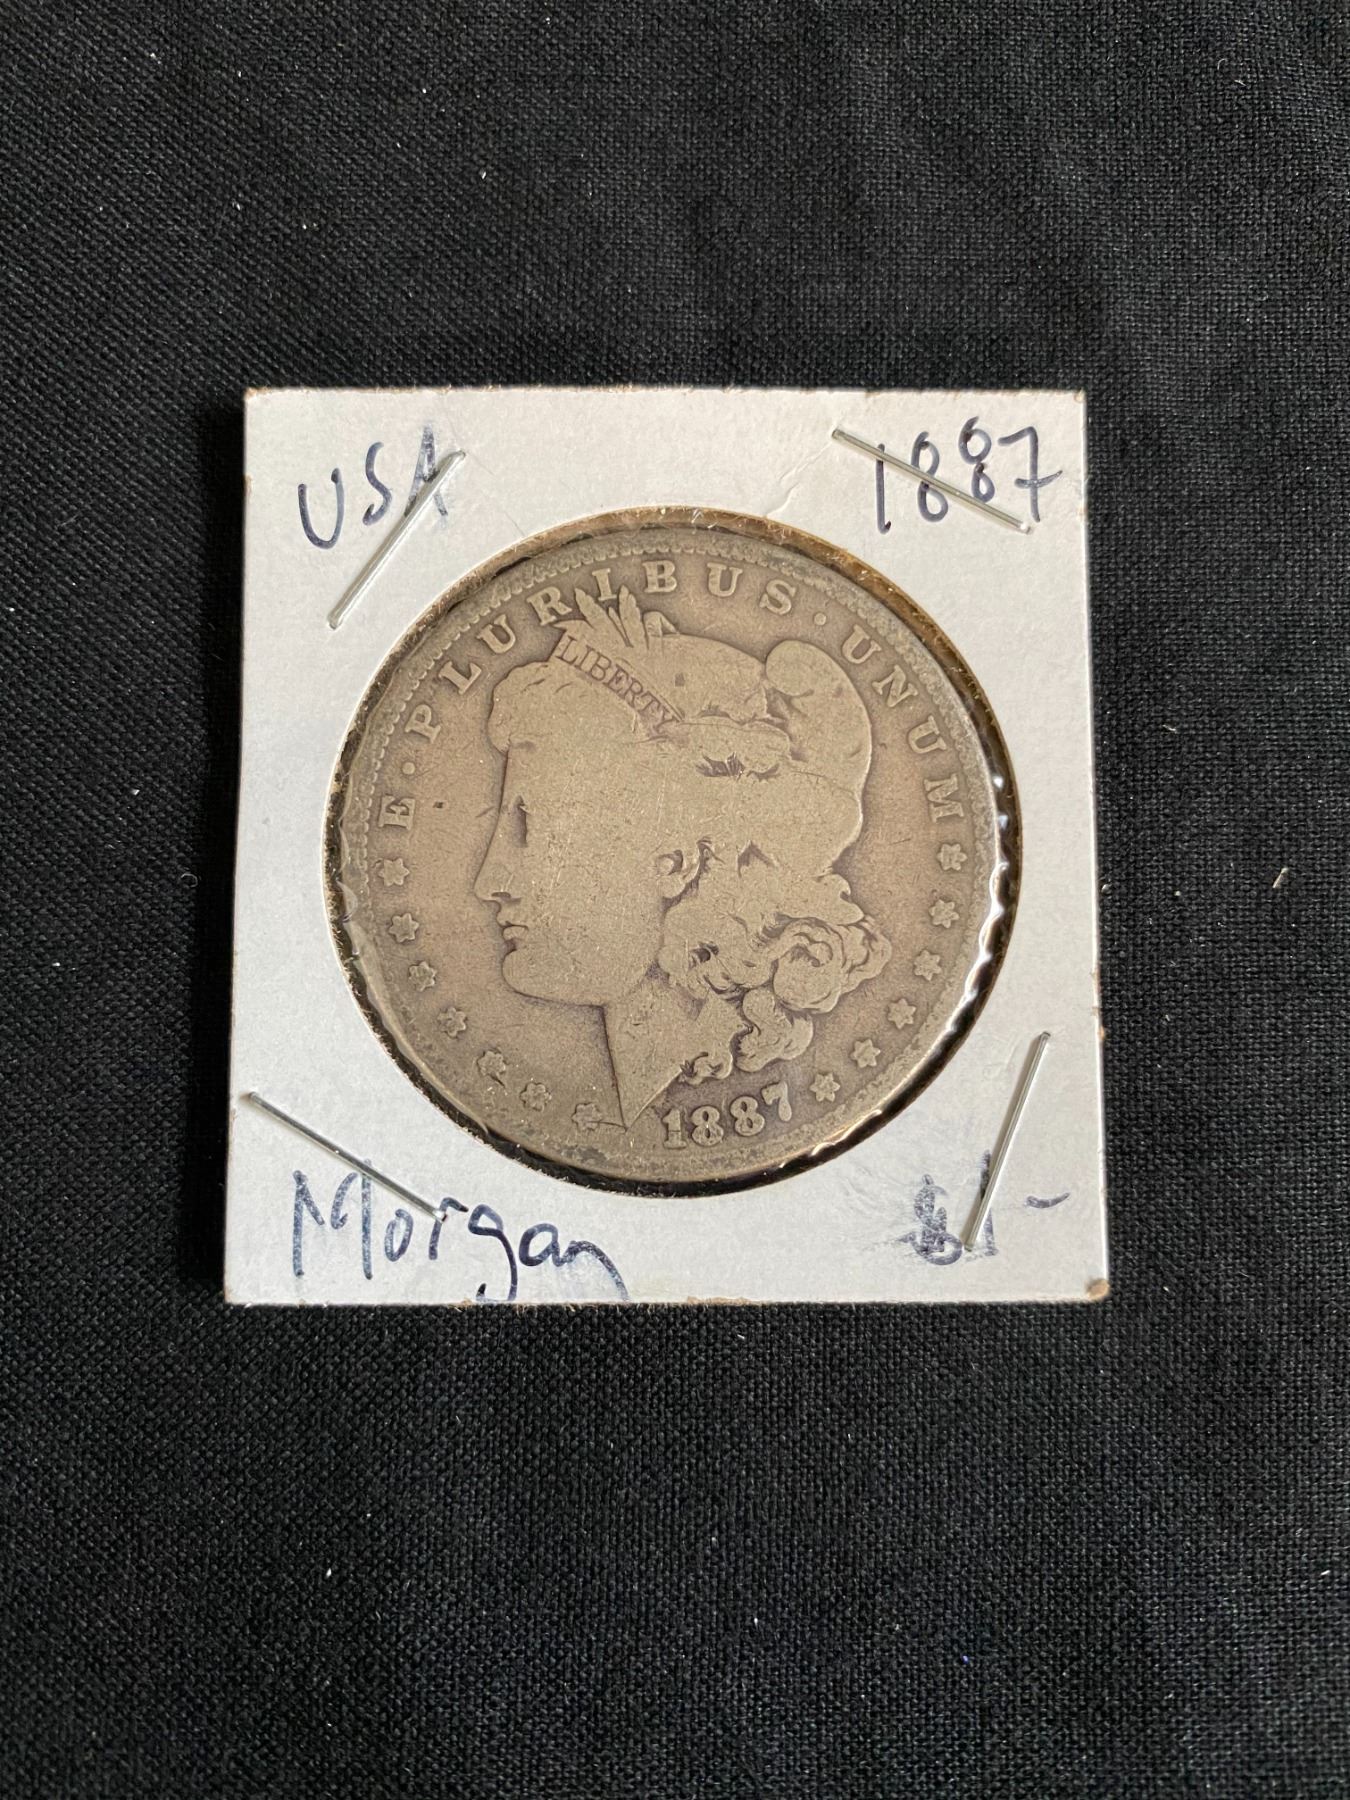 USA 1887
E · PLURIBUS · UNUM
LIBERTY
1887
Morgan $1-